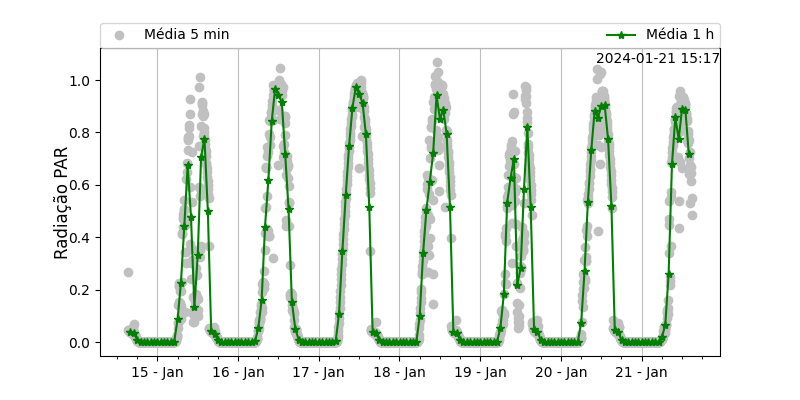 Média 5 min
Média 1 h
2024-01-21 15:17
Radiação PAR
1.0
0.8
0.6
0.4
0.2
0.0
15 - Jan
16 - Jan
17 - Jan
18 - Jan
19 - Jan
20 - Jan
21 - Jan